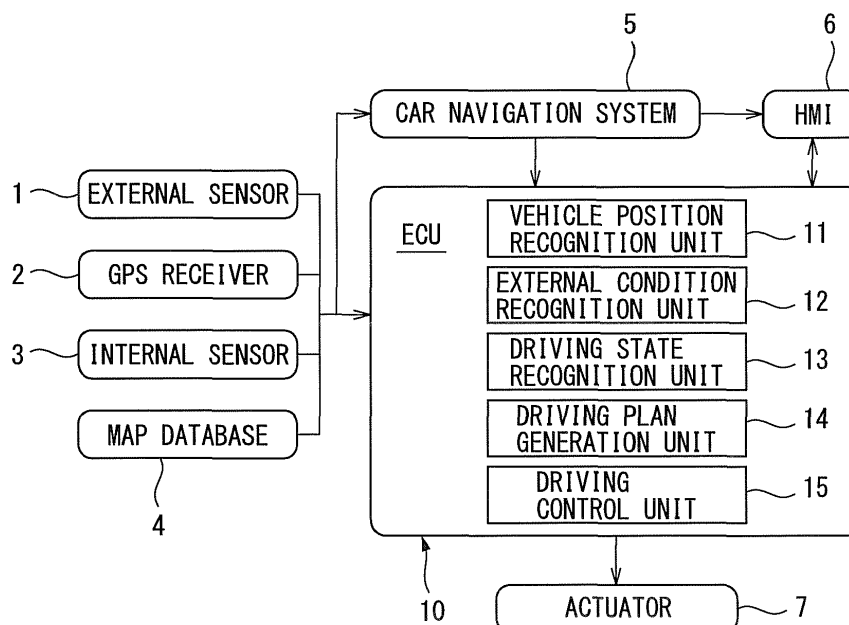 5
6
CAR NAVIGATION SYSTEM
HMI
1
EXTERNAL SENSOR
2
GPS RECEIVER
3
INTERNAL SENSOR
MAP DATABASE
4
ECU
VEHICLE POSITION
RECOGNITION UNIT
11
EXTERNAL CONDITION
RECOGNITION UNIT
12
DRIVING STATE
RECOGNITION UNIT
13
DRIVING PLAN
GENERATION UNIT
14
DRIVING
CONTROL UNIT
15
10
ACTUATOR
7